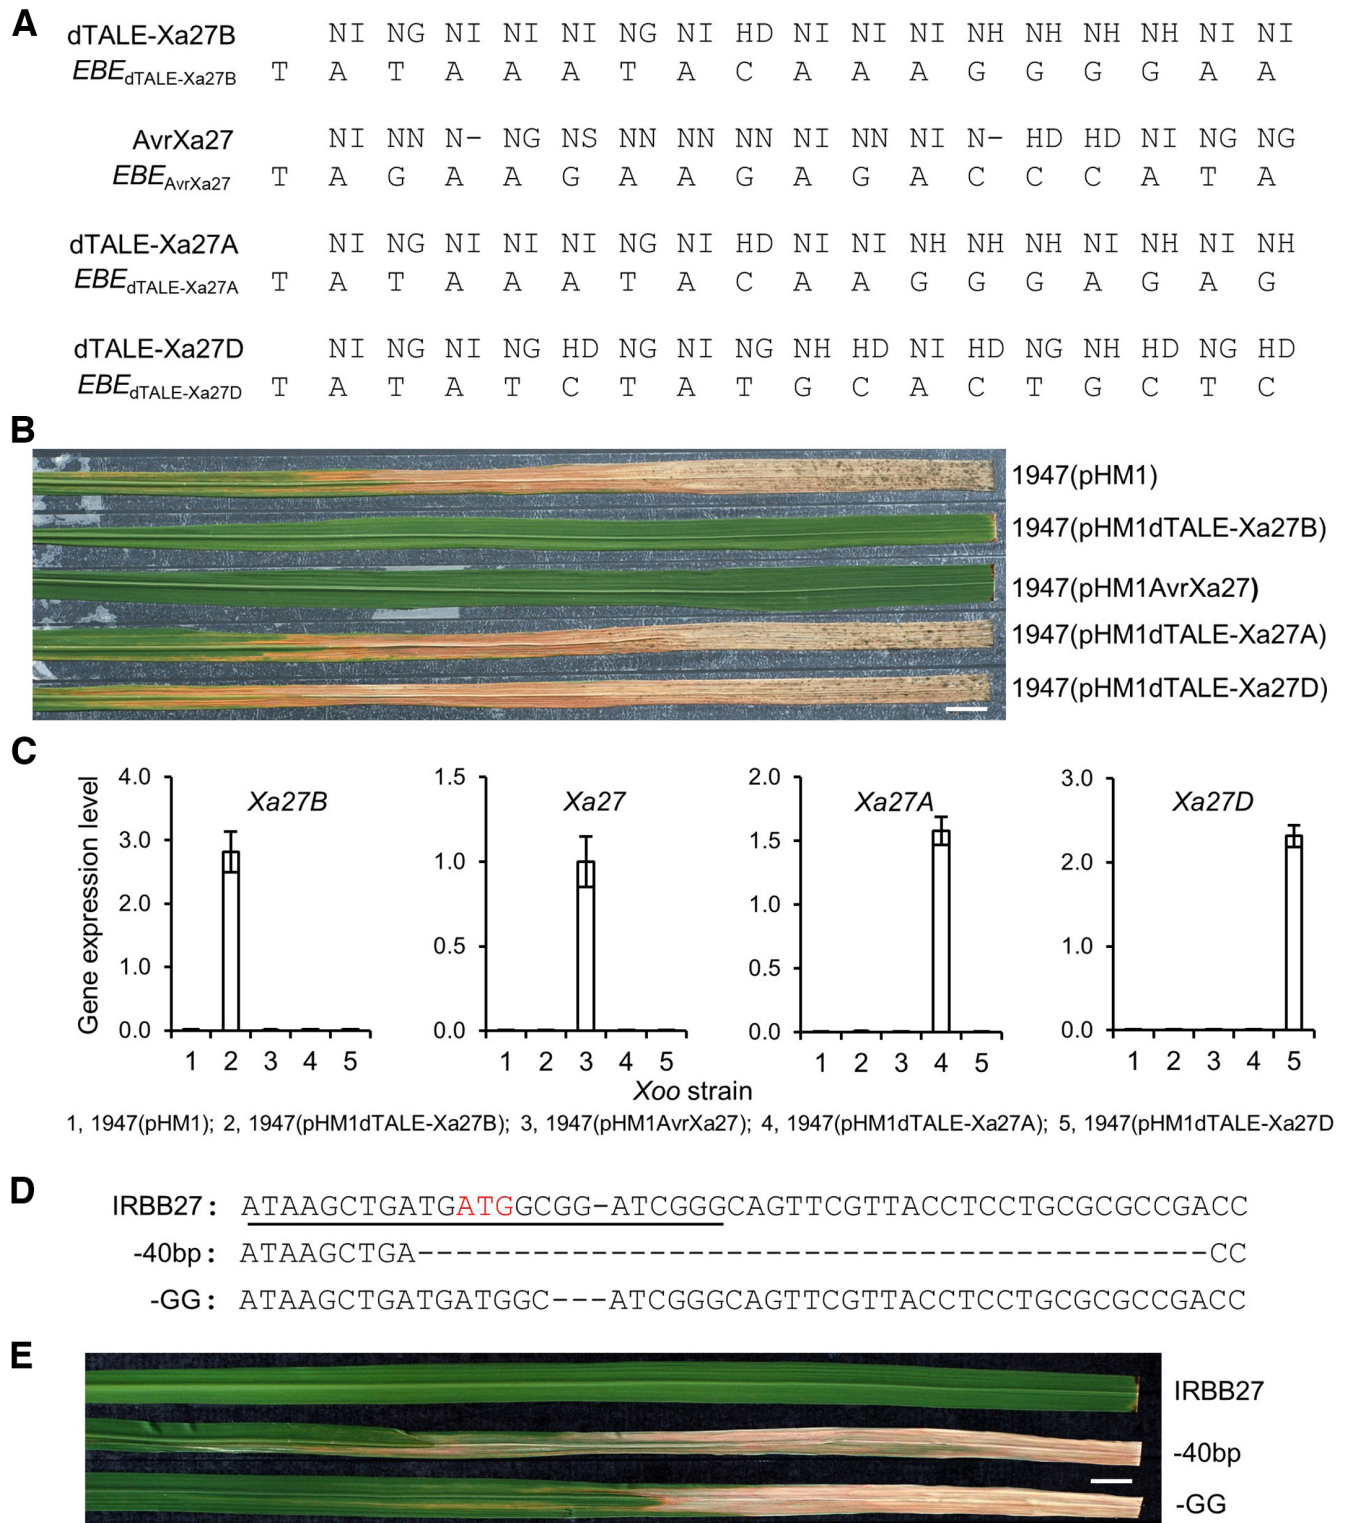 A
dTALE-Xa27B NI NG NI NI NI NG NI HD NI NI NI NH NH NH NH NI NI
EBEdTALE-Xa27B T A T A A A T A C A A A G G G G A A
AvrXa27 NI NN N- NG NS NN NN NN NI NN NI N- HD HD NI NG NG
EBEAvrXa27 T A G A A G A A G A G A C C C A T A
dTALE-Xa27A NI NG NI NI NI NG NI HD NI NI NH NH NH NI NH NI NH
EBEdTALE-Xa27A T A T A A A T A C A A G G G A G A G
dTALE-Xa27D NI NG NI NG HD NG NI NG NH HD NI HD NG NH HD NG HD
EBEdTALE-Xa27D T A T A T C T A T G C A C T G C T C
B
1947(pHM1)
1947(pHM1dTALE-Xa27B)
1947(pHM1AvrXa27)
1947(pHM1dTALE-Xa27A)
1947(pHM1dTALE-Xa27D)
C
Gene expression level
4.0 3.0 2.0 1.0 0.0
Xa27B
1 2 3 4 5
1.5 1.0 0.5 0.0
Xa27
1 2 3 4 5
2.0 1.5 1.0 0.5 0.0
Xa27A
1 2 3 4 5
3.0 2.0 1.0 0.0
Xa27D
1 2 3 4 5
Xoo strain
1, 1947(pHM1); 2, 1947(pHM1dTALE-Xa27B); 3, 1947(pHM1AvrXa27); 4, 1947(pHM1dTALE-Xa27A); 5, 1947(pHM1dTALE-Xa27D
D
IRBB27: ATAAGCTGATGATGGCGG-ATCGGGCAGTTCGTTACCTCCTGCGCGCCGACC
-40bp: ATAAGCTGA-----------------------------------------CC
-GG: ATAAGCTGATGATGGC---ATCGGGCAGTTCGTTACCTCCTGCGCGCCGACC
E
IRBB27
-40bp
-GG